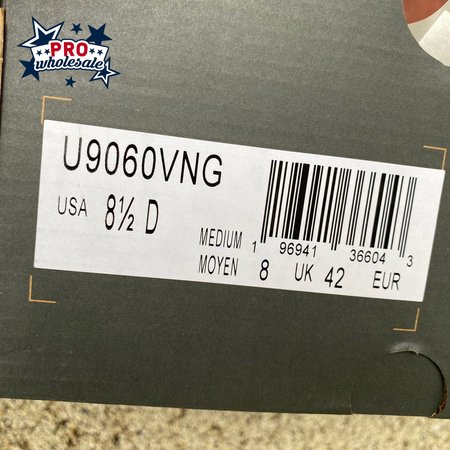 PRO
wholesale
U9060VNG
USA 8½ D
MEDIUM
MOYEN
1 96941 36604 3
8 UK 42 EUR